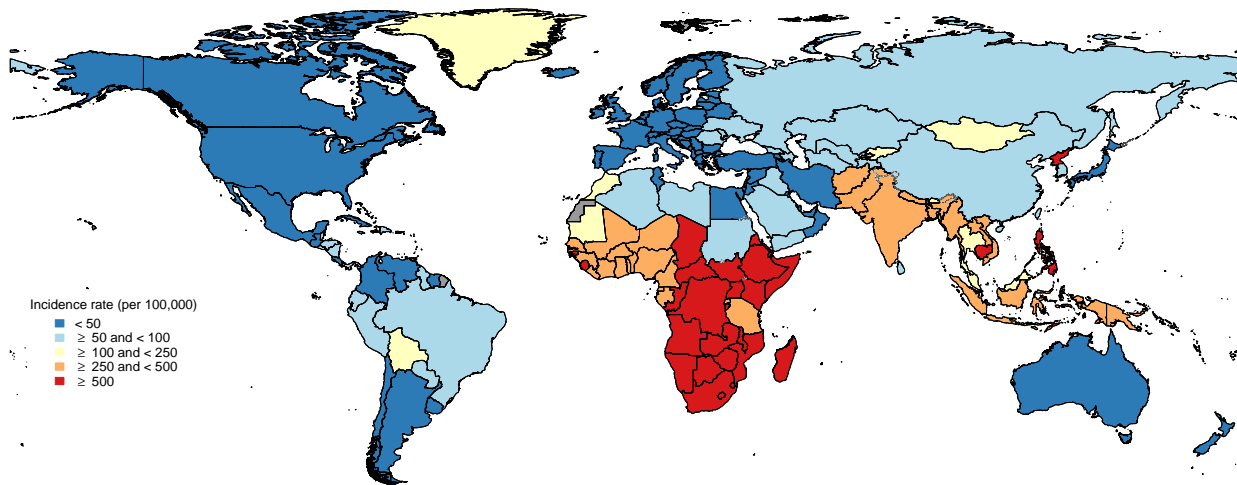 Incidence rate (per 100,000)
< 50
≥ 50 and < 100
≥ 100 and < 250
≥ 250 and < 500
≥ 500